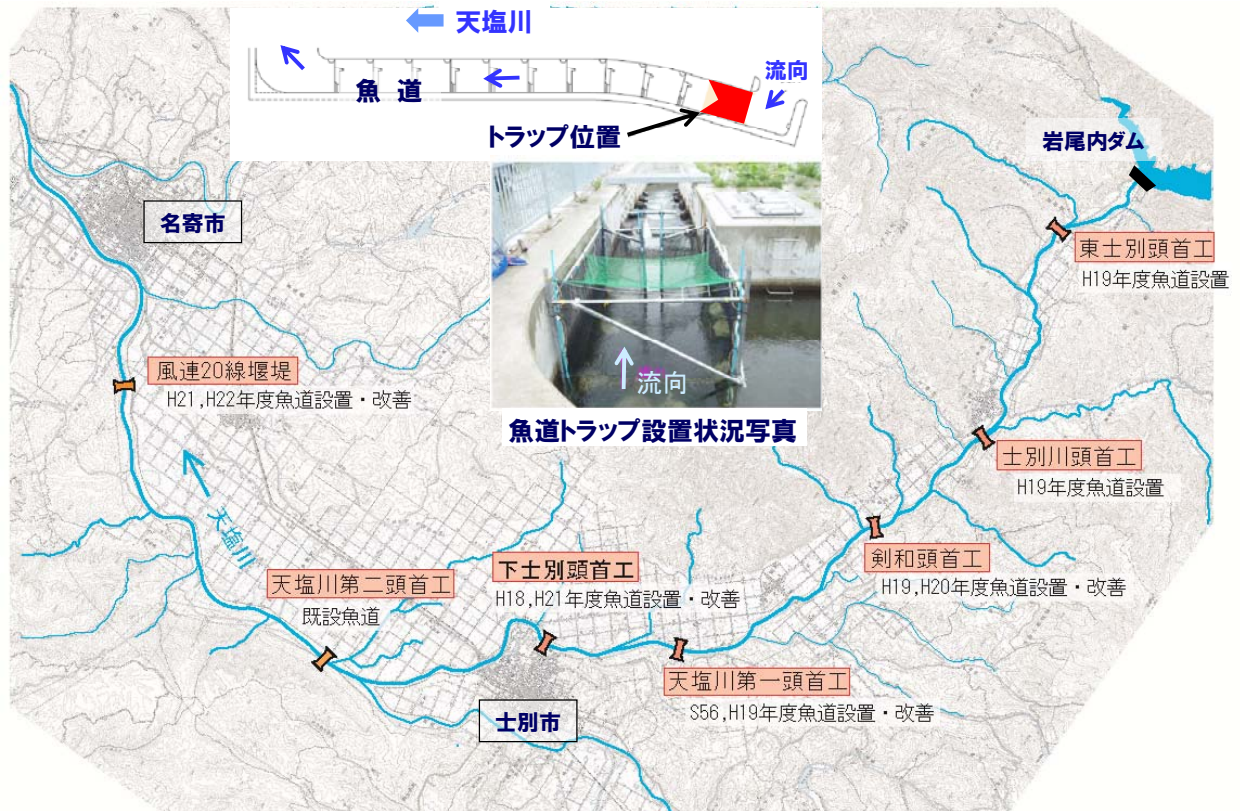 天塩川
流向
魚道
トラップ位置
岩尾内ダム
名寄市
東士別頭首工
H19年度魚道設置
風連20線堰堤
H21,H22年度魚道設置・改善
流向
魚道トラップ設置状況写真
士別川頭首工
H19年度魚道設置
天塩川
剣和頭首工
H19,H20年度魚道設置・改善
下士別頭首工
H18,H21年度魚道設置・改善
天塩川第二頭首工
既設魚道
天塩川第一頭首工
S56,H19年度魚道設置・改善
士別市